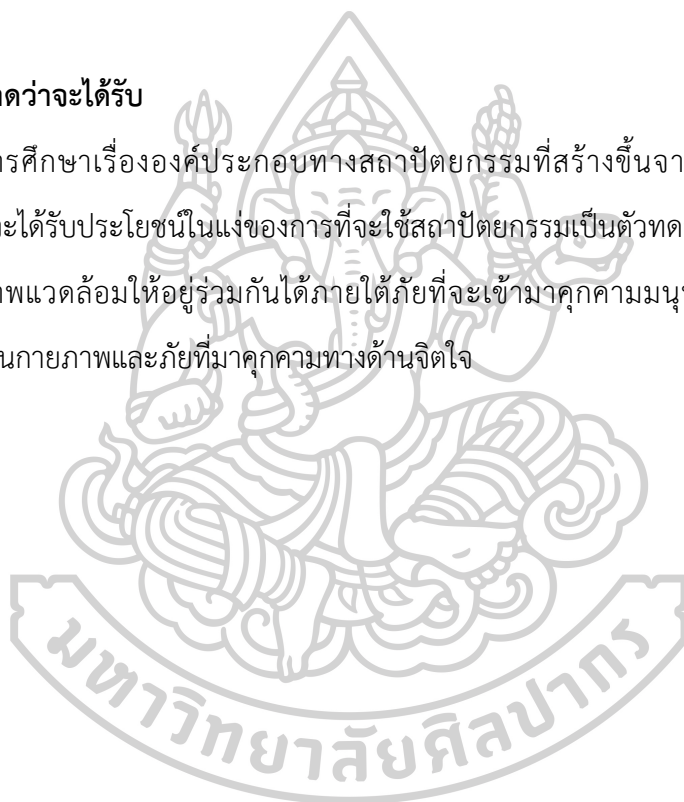 าดว่าจะได้รับ
ารศึกษาเรื่ององค์ประกอบทางสถาปัตยกรรมที่สร้างขึ้นจา
ะได้รับประโยชน์ในแง่ของการที่จะใช้สถาปัตยกรรมเป็นตัวทด
าพแวดล้อมให้อยู่ร่วมกันได้ภายใต้ภัยที่จะเข้ามาคุกคามมนุ
นกายภาพและภัยที่มาคุกคามทางด้านจิตใจ
มหาวิทยาลัยศิลปากร